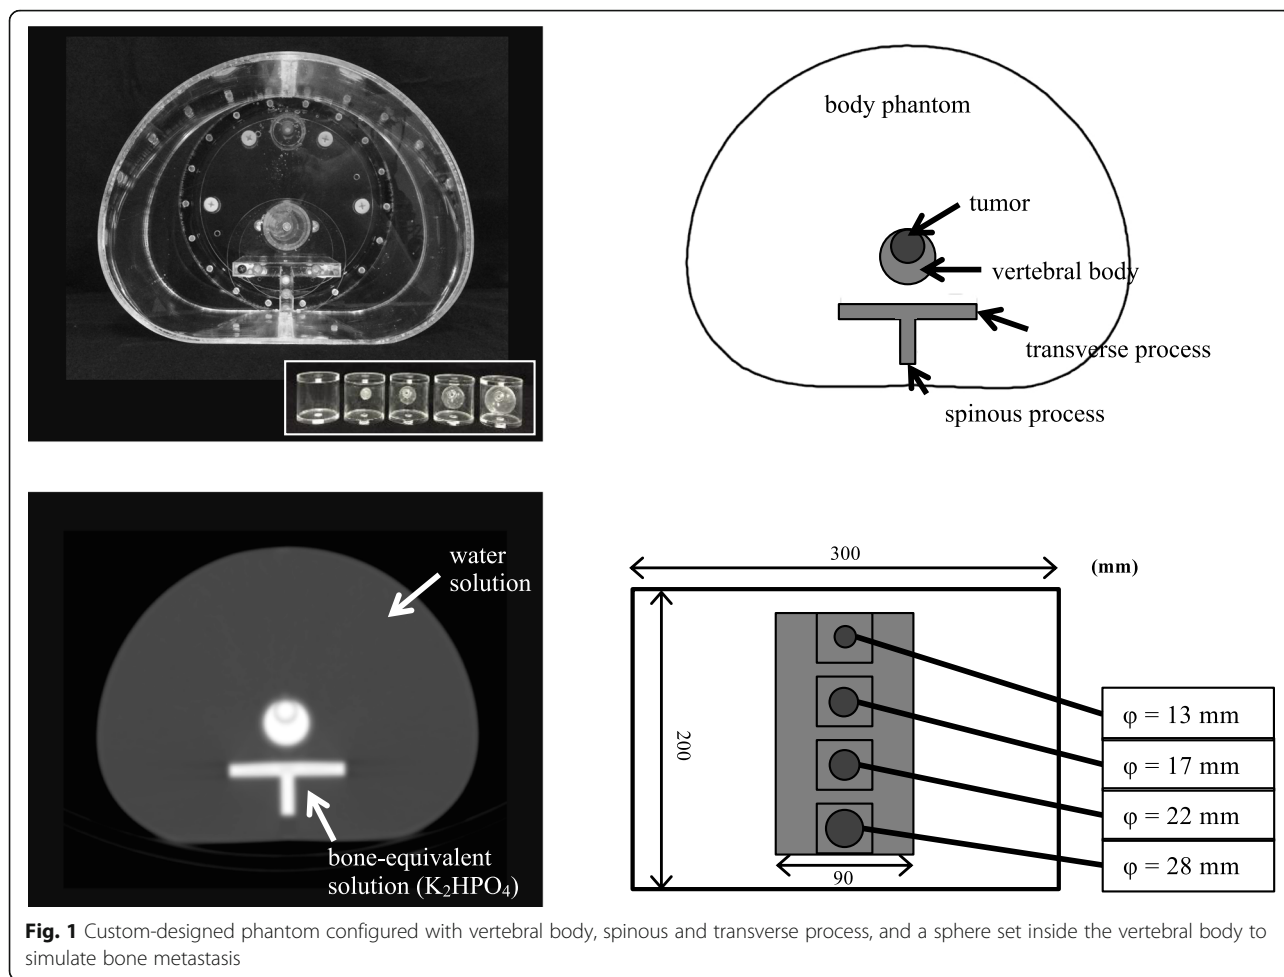 body phantom
tumor
vertebral body
transverse process
spinous process
water
solution
bone-equivalent
solution (K₂HPO₄)
300
(mm)
200
90
φ = 13 mm
φ = 17 mm
φ = 22 mm
φ = 28 mm
Fig. 1 Custom-designed phantom configured with vertebral body, spinous and transverse process, and a sphere set inside the vertebral body to
simulate bone metastasis